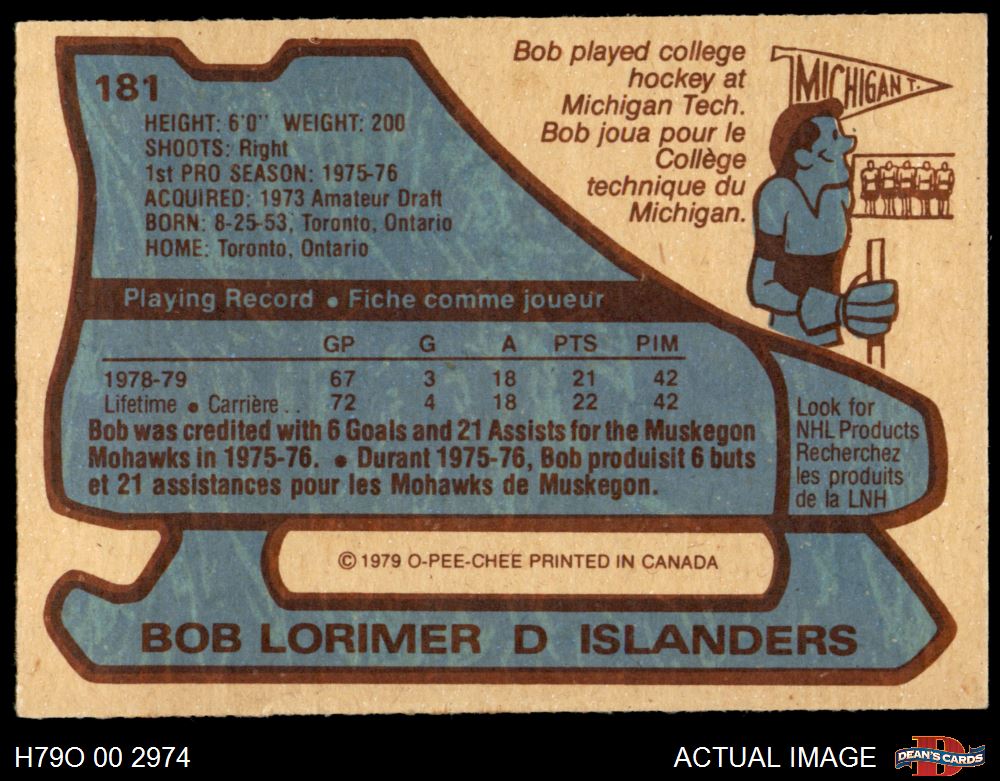 181
HEIGHT: 6'0" WEIGHT: 200
SHOOTS: Right
1st PRO SEASON: 1975-76
ACQUIRED: 1973 Amateur Draft
BORN: 8-25-53, Toronto, Ontario
HOME: Toronto, Ontario
Bob played college
hockey at
Michigan Tech.
Bob joua pour le
Collège
technique du
Michigan.
MICHIGAN T.
Playing Record • Fiche comme joueur
GP G A PTS PIM
1978-79 67 3 18 21 42
Lifetime • Carrière .. 72 4 18 22 42
Bob was credited with 6 Goals and 21 Assists for the Muskegon
Mohawks in 1975-76. • Durant 1975-76, Bob produisit 6 buts
et 21 assistances pour les Mohawks de Muskegon.
Look for
NHL Products
Recherchez
les produits
de la LNH
© 1979 O-PEE-CHEE PRINTED IN CANADA
BOB LORIMER D ISLANDERS
H79O 00 2974
ACTUAL IMAGE
D
DEAN'S CARDS